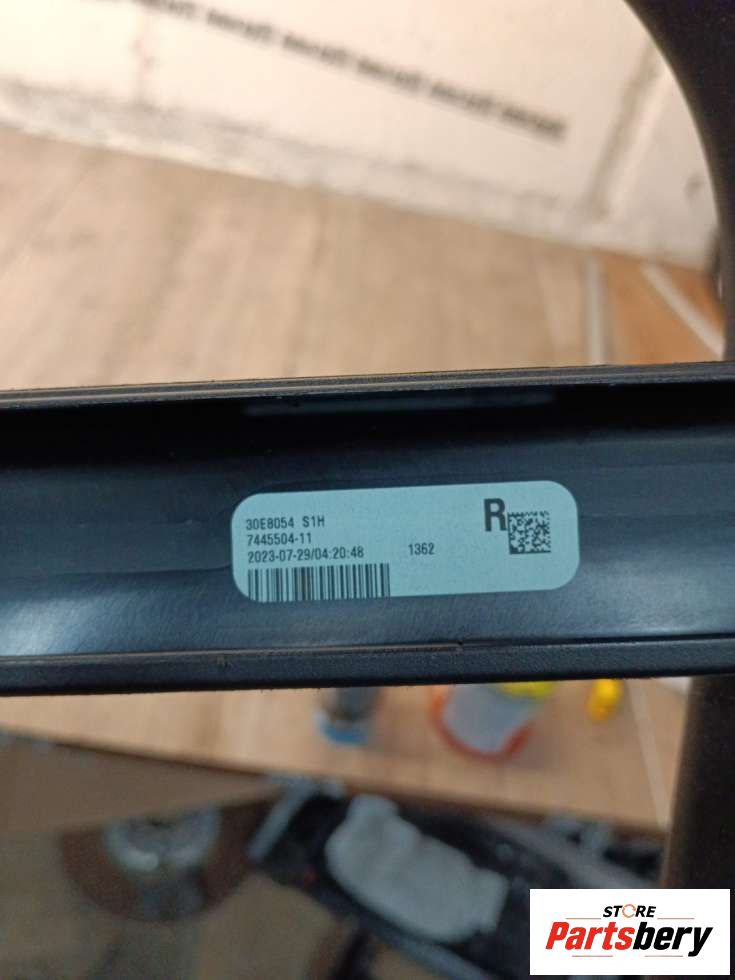 30E8054 S1H
7445504-11
2023-07-29/04:20:48 1362
R
STORE
Partsbery